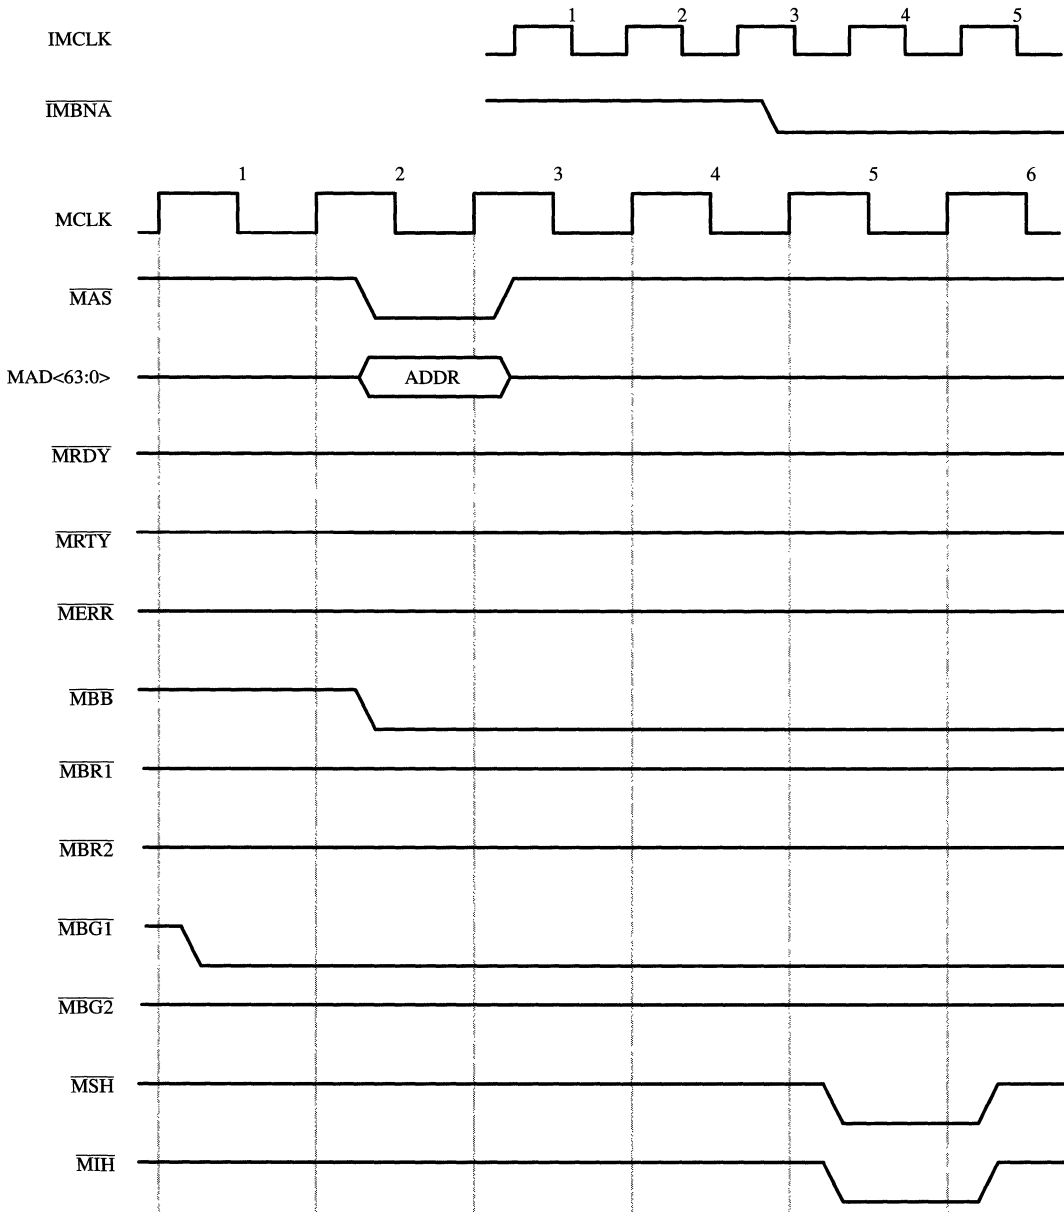 1 2 3 4 5
IMCLK
IMBNA
1 2 3 4 5 6
MCLK
MAS
MAD<63:0>
ADDR
MRDY
MRTY
MERR
MBB
MBR1
MBR2
MBG1
MBG2
MSH
MIH